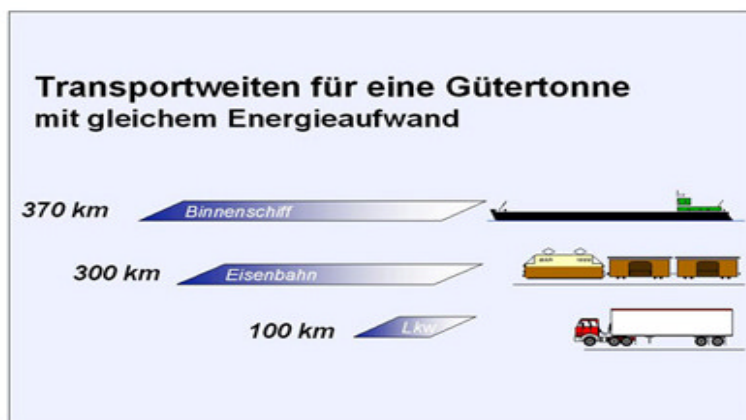 Transportweiten für eine Gütertonne
mit gleichem Energieaufwand
370 km Binnenschiff
300 km Eisenbahn
100 km Lkw